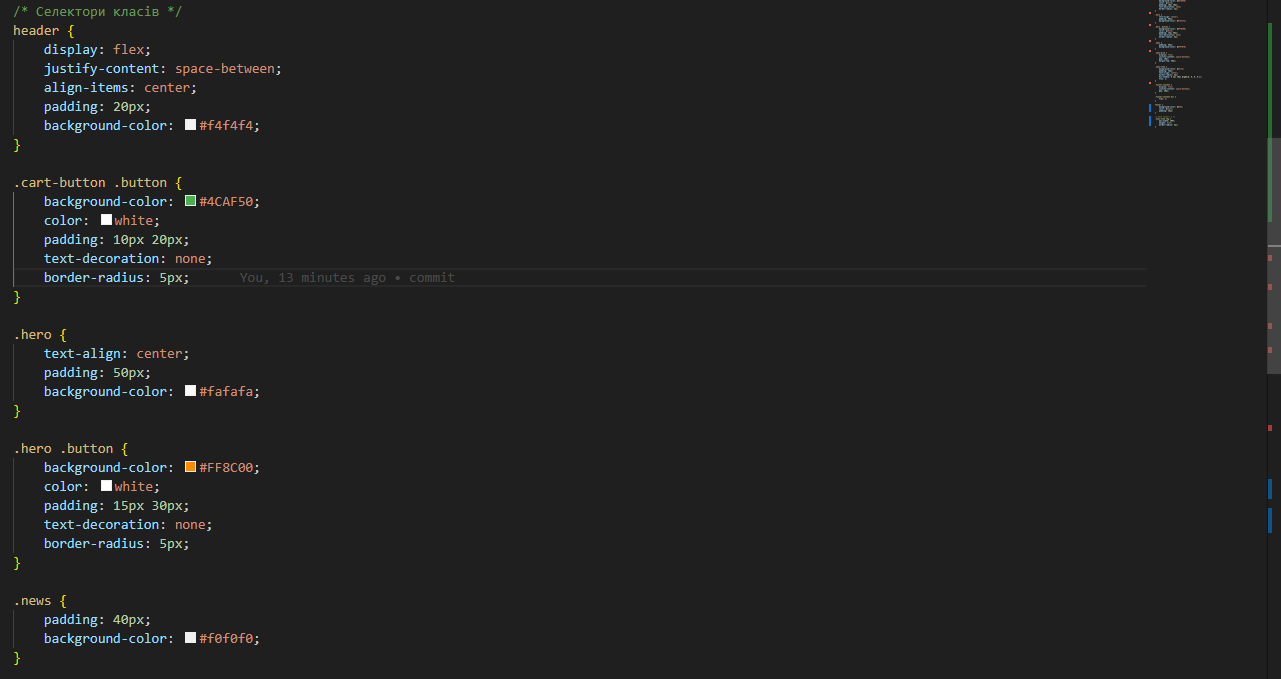 /* Селектори класів */
header {
    display: flex;
    justify-content: space-between;
    align-items: center;
    padding: 20px;
    background-color: #f4f4f4;
}
.cart-button .button {
    background-color: #4CAF50;
    color: white;
    padding: 10px 20px;
    text-decoration: none;
    border-radius: 5px; You, 13 minutes ago • commit
}
.hero {
    text-align: center;
    padding: 50px;
    background-color: #fafafa;
}
.hero .button {
    background-color: #FF8C00;
    color: white;
    padding: 15px 30px;
    text-decoration: none;
    border-radius: 5px;
}
.news {
    padding: 40px;
    background-color: #f0f0f0;
}